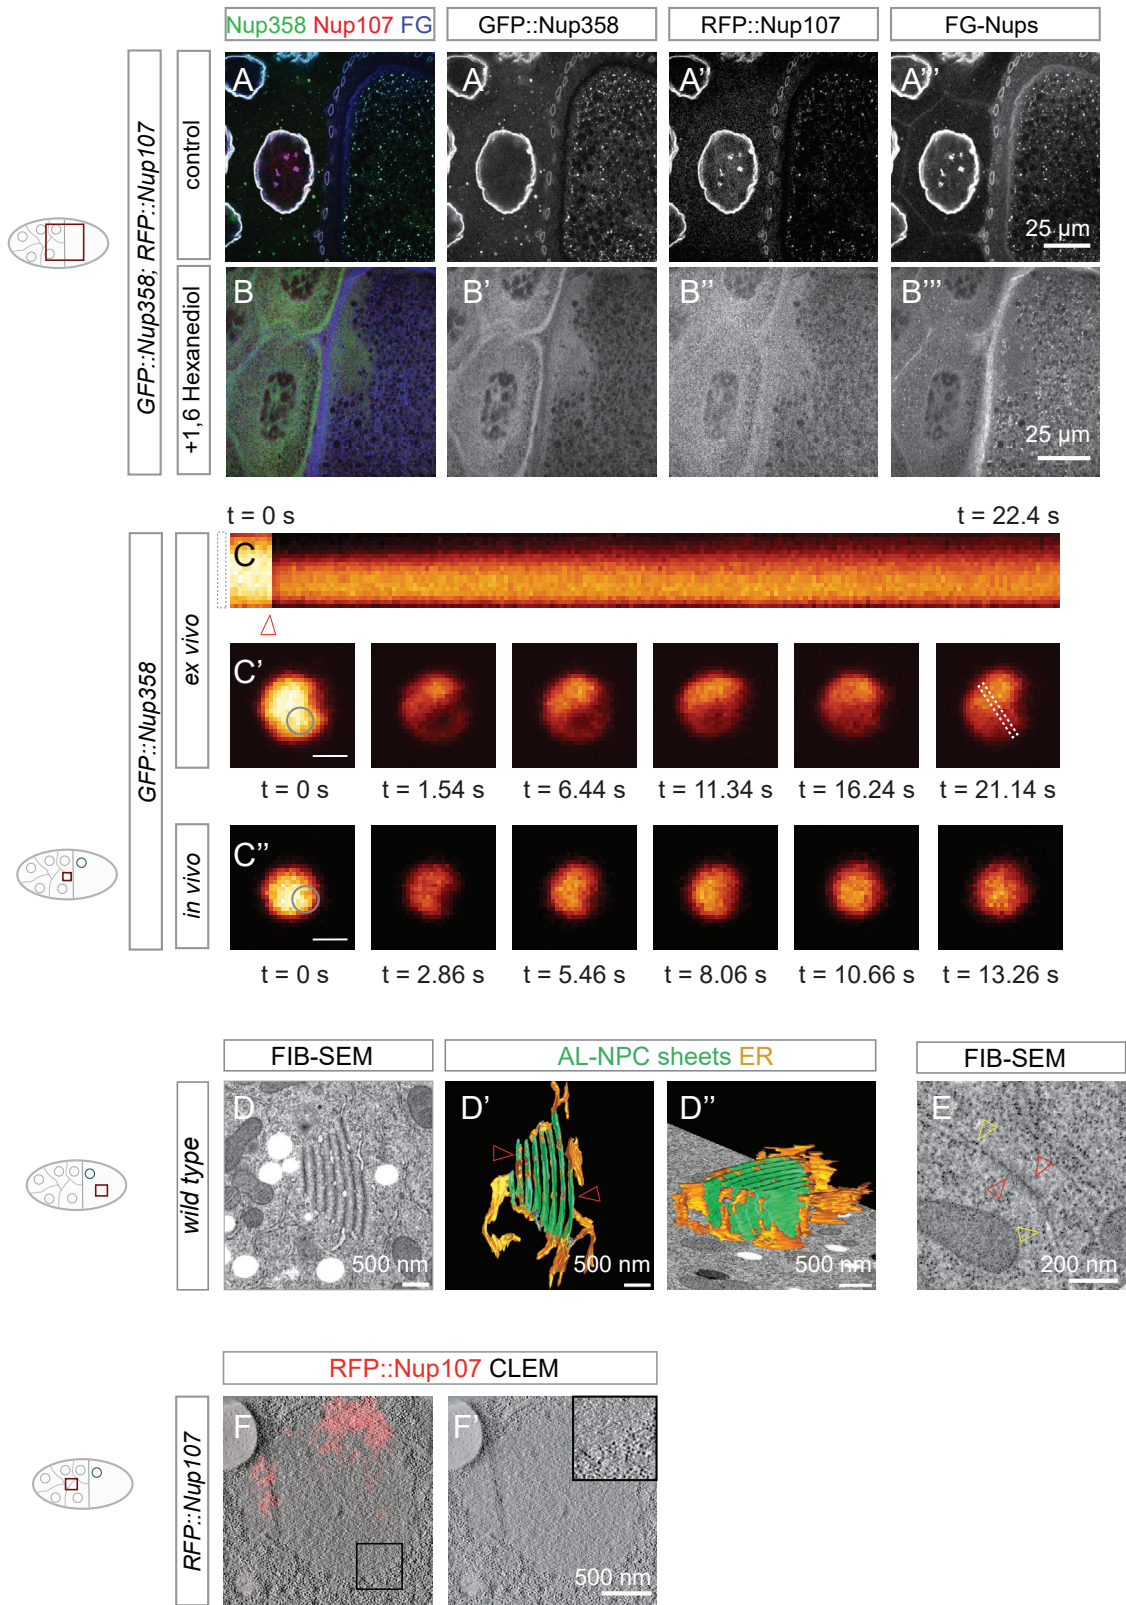 Nup358 Nup107 FG
GFP::Nup358
RFP::Nup107
FG-Nups
GFP::Nup358; RFP::Nup107
control
A
A'
A''
A'''
25 µm
+1,6 Hexanediol
B
B'
B''
B'''
25 µm
t = 0 s
t = 22.4 s
GFP::Nup358
ex vivo
C
C'
t = 0 s
t = 1.54 s
t = 6.44 s
t = 11.34 s
t = 16.24 s
t = 21.14 s
in vivo
C''
t = 0 s
t = 2.86 s
t = 5.46 s
t = 8.06 s
t = 10.66 s
t = 13.26 s
FIB-SEM
AL-NPC sheets ER
FIB-SEM
wild type
D
500 nm
D'
500 nm
D''
500 nm
E
200 nm
RFP::Nup107 CLEM
RFP::Nup107
F
F'
500 nm